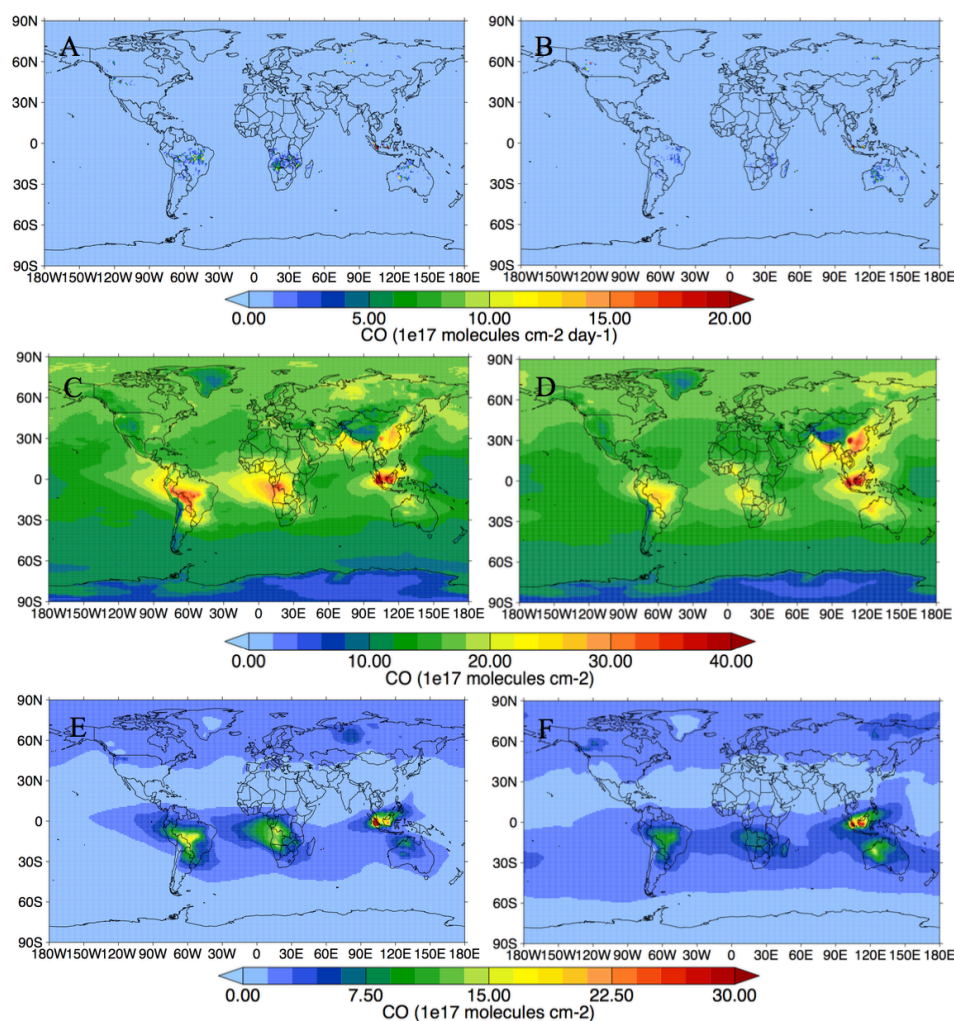 A
B
90N 90N
60N 60N
30N 30N
0 0
30S 30S
60S 60S
90S 90S
180W150W120W 90W 60W 30W 0 30E 60E 90E 120E 150E 180E
180W150W120W 90W 60W 30W 0 30E 60E 90E 120E 150E 180E
0.00 5.00 10.00 15.00 20.00
CO (1e17 molecules cm-2 day-1)
C
D
90N 90N
60N 60N
30N 30N
0 0
30S 30S
60S 60S
90S 90S
180W150W120W 90W 60W 30W 0 30E 60E 90E 120E 150E 180E
180W150W120W 90W 60W 30W 0 30E 60E 90E 120E 150E 180E
0.00 10.00 20.00 30.00 40.00
CO (1e17 molecules cm-2)
E
F
90N 90N
60N 60N
30N 30N
0 0
30S 30S
60S 60S
90S 90S
180W150W120W 90W 60W 30W 0 30E 60E 90E 120E 150E 180E
180W150W120W 90W 60W 30W 0 30E 60E 90E 120E 150E 180E
0.00 7.50 15.00 22.50 30.00
CO (1e17 molecules cm-2)